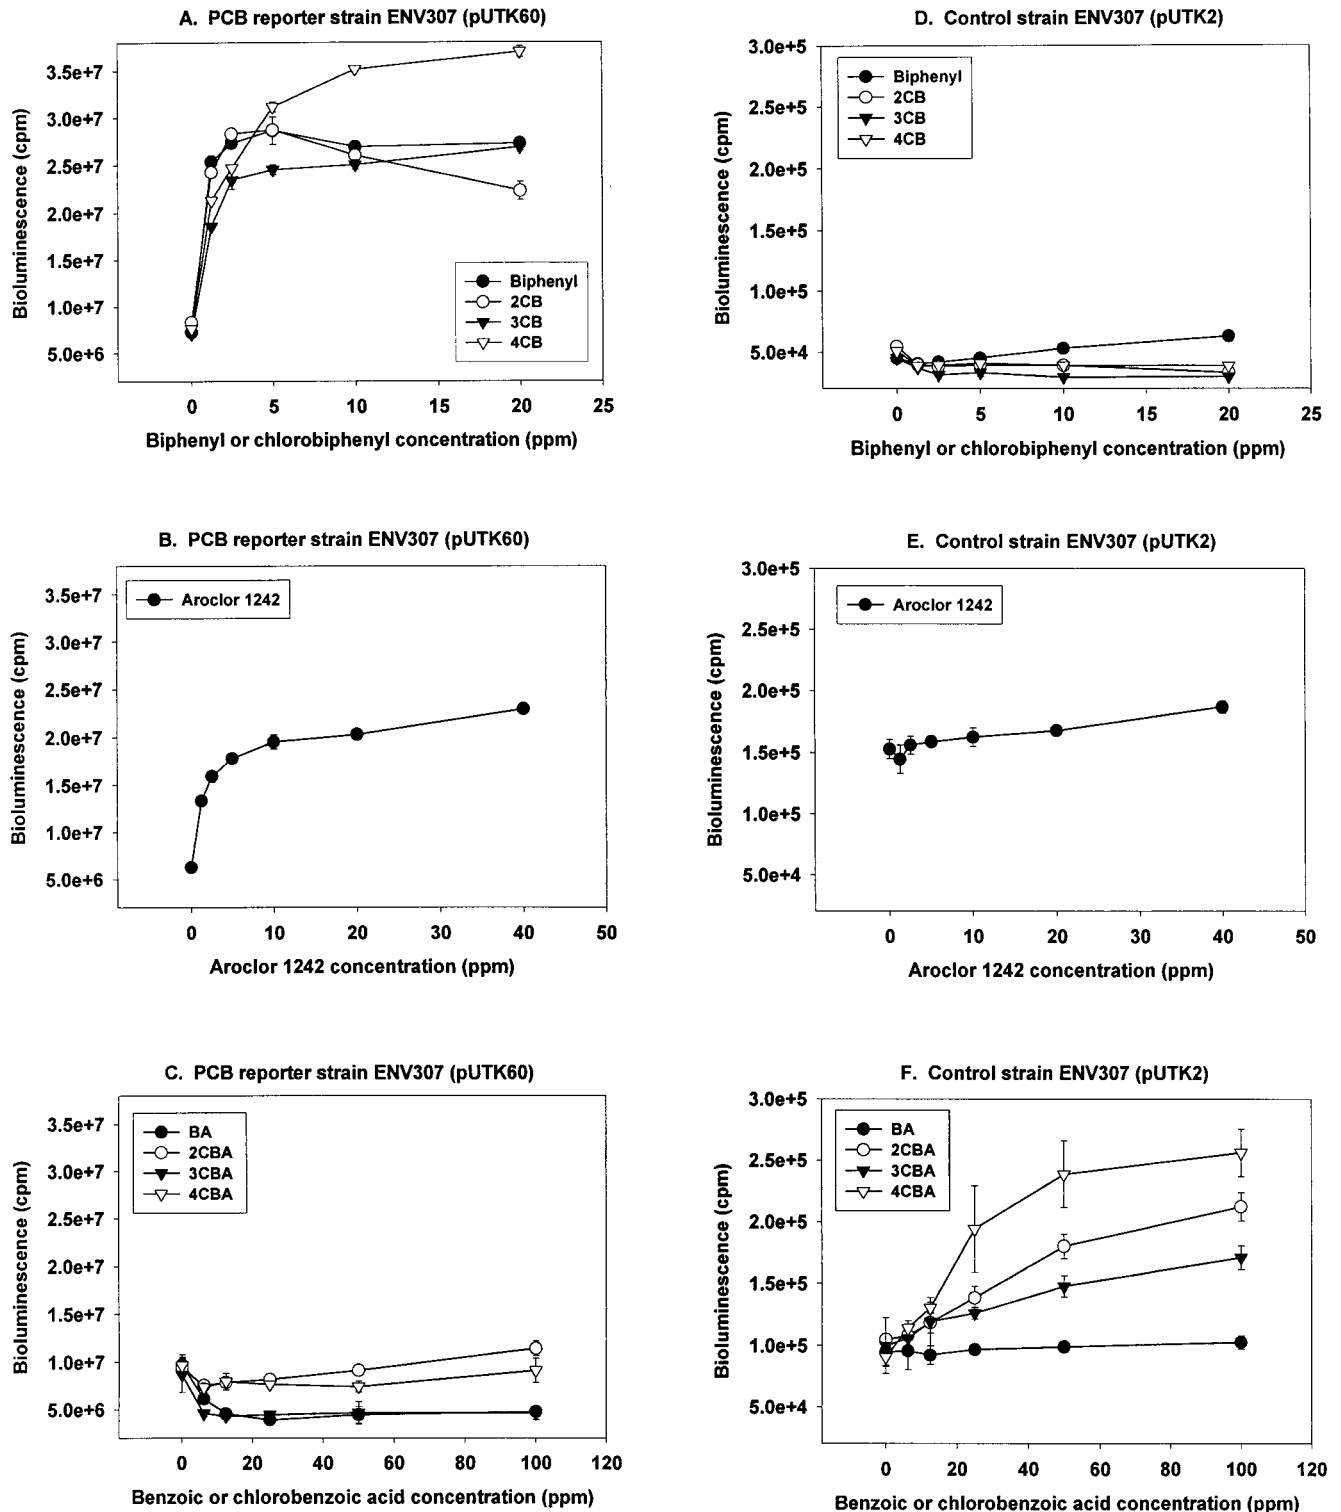 A. PCB reporter strain ENV307 (pUTK60)
Bioluminescence (cpm)
3.5e+7
3.0e+7
2.5e+7
2.0e+7
1.5e+7
1.0e+7
5.0e+6
Biphenyl
2CB
3CB
4CB
0 5 10 15 20 25
Biphenyl or chlorobiphenyl concentration (ppm)
D. Control strain ENV307 (pUTK2)
Bioluminescence (cpm)
3.0e+5
2.5e+5
2.0e+5
1.5e+5
1.0e+5
5.0e+4
Biphenyl
2CB
3CB
4CB
0 5 10 15 20 25
Biphenyl or chlorobiphenyl concentration (ppm)
B. PCB reporter strain ENV307 (pUTK60)
Bioluminescence (cpm)
3.5e+7
3.0e+7
2.5e+7
2.0e+7
1.5e+7
1.0e+7
5.0e+6
Aroclor 1242
0 10 20 30 40 50
Aroclor 1242 concentration (ppm)
E. Control strain ENV307 (pUTK2)
Bioluminescence (cpm)
3.0e+5
2.5e+5
2.0e+5
1.5e+5
1.0e+5
5.0e+4
Aroclor 1242
0 10 20 30 40 50
Aroclor 1242 concentration (ppm)
C. PCB reporter strain ENV307 (pUTK60)
Bioluminescence (cpm)
3.5e+7
3.0e+7
2.5e+7
2.0e+7
1.5e+7
1.0e+7
5.0e+6
BA
2CBA
3CBA
4CBA
0 20 40 60 80 100 120
Benzoic or chlorobenzoic acid concentration (ppm)
F. Control strain ENV307 (pUTK2)
Bioluminescence (cpm)
3.0e+5
2.5e+5
2.0e+5
1.5e+5
1.0e+5
5.0e+4
BA
2CBA
3CBA
4CBA
0 20 40 60 80 100 120
Benzoic or chlorobenzoic acid concentration (ppm)